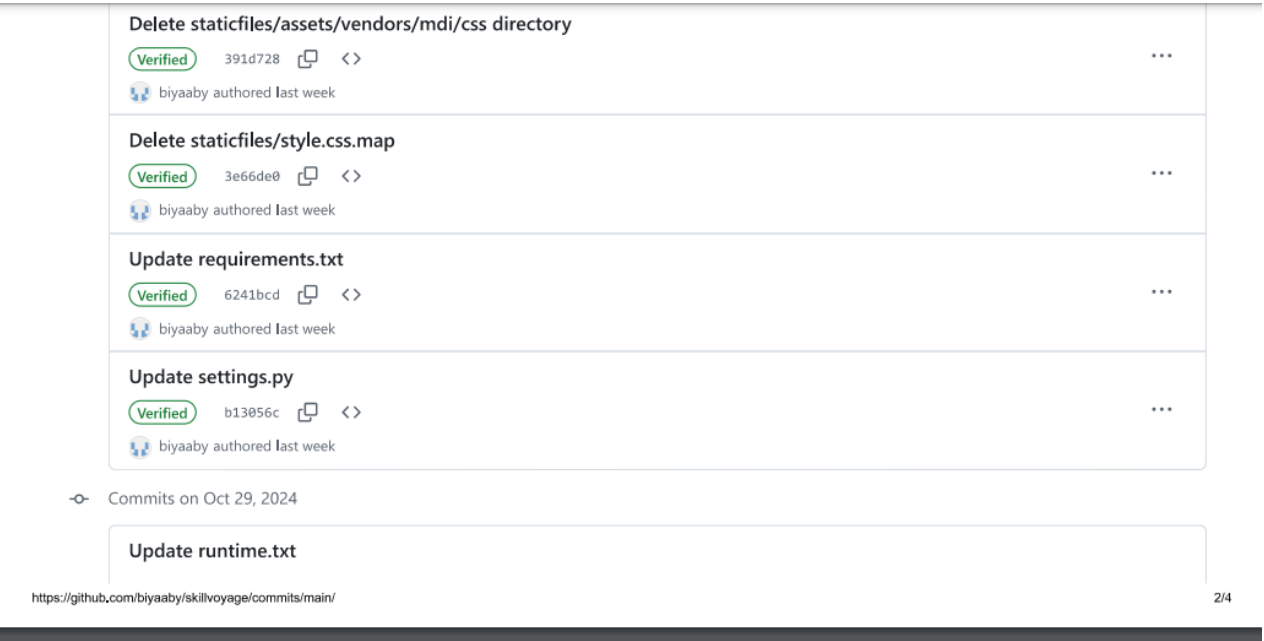 Delete staticfiles/assets/vendors/mdi/css directory
Verified 391d728
biyaaby authored last week
Delete staticfiles/style.css.map
Verified 3e66de0
biyaaby authored last week
Update requirements.txt
Verified 6241bcd
biyaaby authored last week
Update settings.py
Verified b13056c
biyaaby authored last week
Commits on Oct 29, 2024
Update runtime.txt
https://github.com/biyaaby/skillvoyage/commits/main/ 2/4